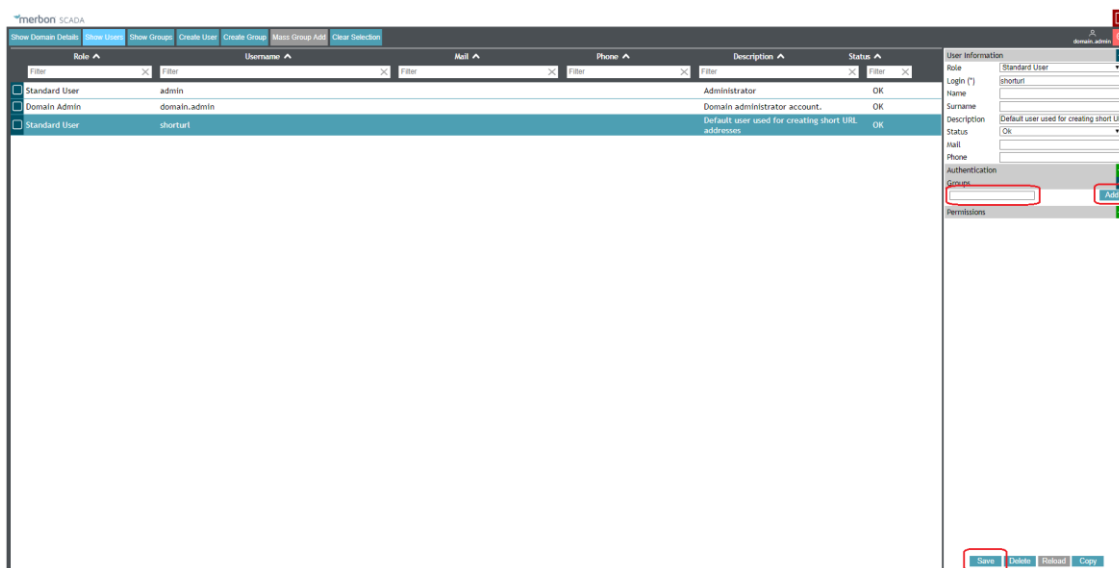 merbon SCADA
Show Domain Details Show Users Show Groups Create User Create Group Mass Group Add Clear Selection
domain.admin
Role Username Mail Phone Description Status
Filter Filter Filter Filter Filter Filter
Standard User admin Administrator OK
Domain Admin domain.admin Domain administrator account. OK
Standard User shorturl Default user used for creating short URL addresses OK
User Information
Role Standard User
Login (*) shorturl
Name
Surname
Description Default user used for creating short
Status Ok
Mail
Phone
Authentication
Groups
Add
Permissions
Save Delete Reload Copy